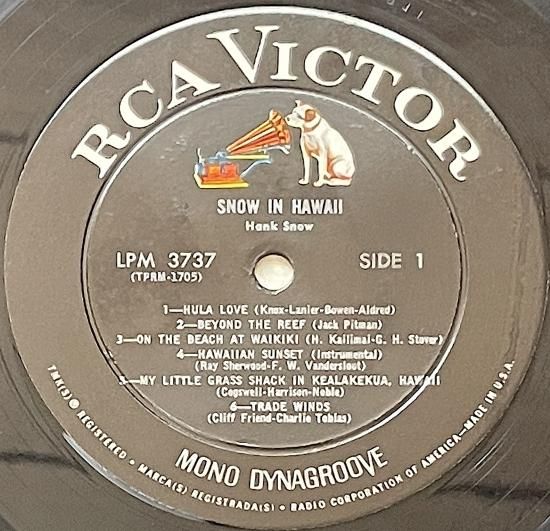 RCA VICTOR
SNOW IN HAWAII
Hank Snow
LPM 3737
(TPRM-1705)
SIDE 1
1—HULA LOVE (Knox-Lanier-Bowen-Aldred)
2—BEYOND THE REEF (Jack Pitman)
3—ON THE BEACH AT WAIKIKI (H. Kailimai-G. H. Stover)
4—HAWAIIAN SUNSET (Instrumental)
(Ray Sherwood-F. W. Vandersloot)
5—MY LITTLE GRASS SHACK IN KEALAKEKUA, HAWAII
(Cogswell-Harrison-Noble)
6—TRADE WINDS
(Cliff Friend-Charlie Tobias)
MONO DYNAGROOVE
TMK(S) ® REGISTERED • MARCA(S) REGISTRADA(S) • RADIO CORPORATION OF AMERICA—MADE IN U.S.A.